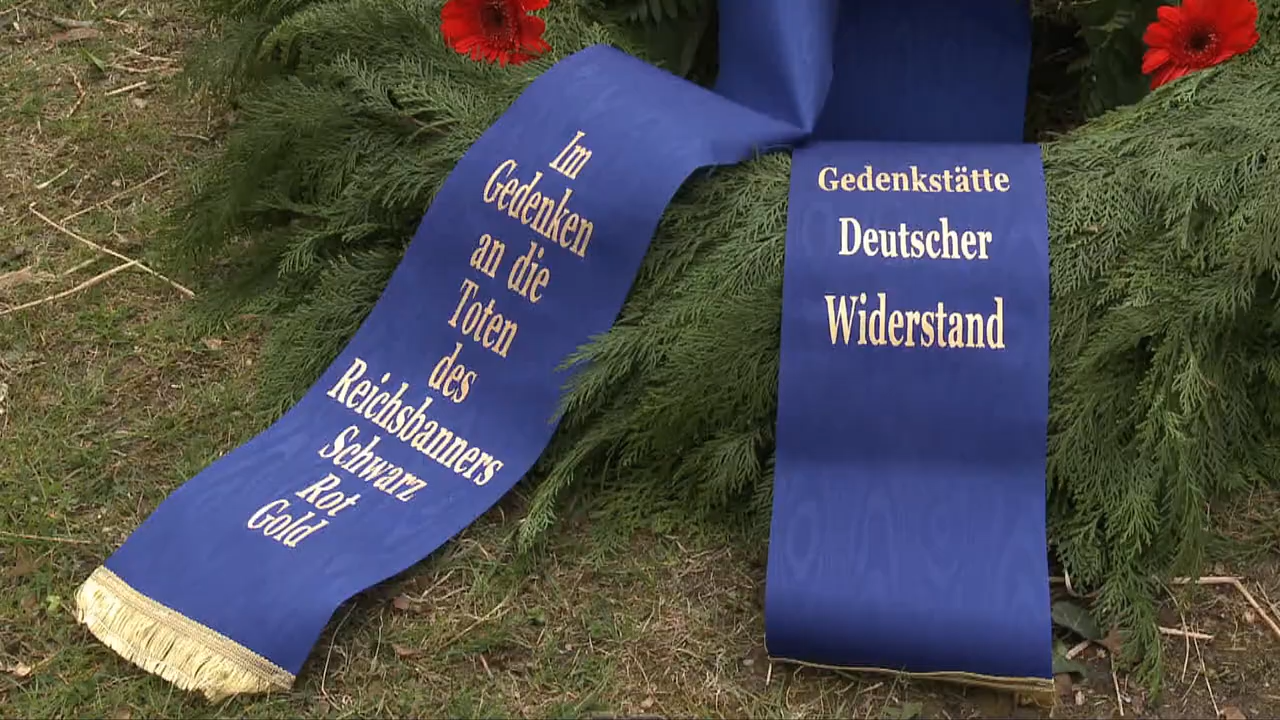 Im
Gedenken
an die
Toten
des
Reichsbanners
Schwarz
Rot
Gold
Gedenkstätte
Deutscher
Widerstand